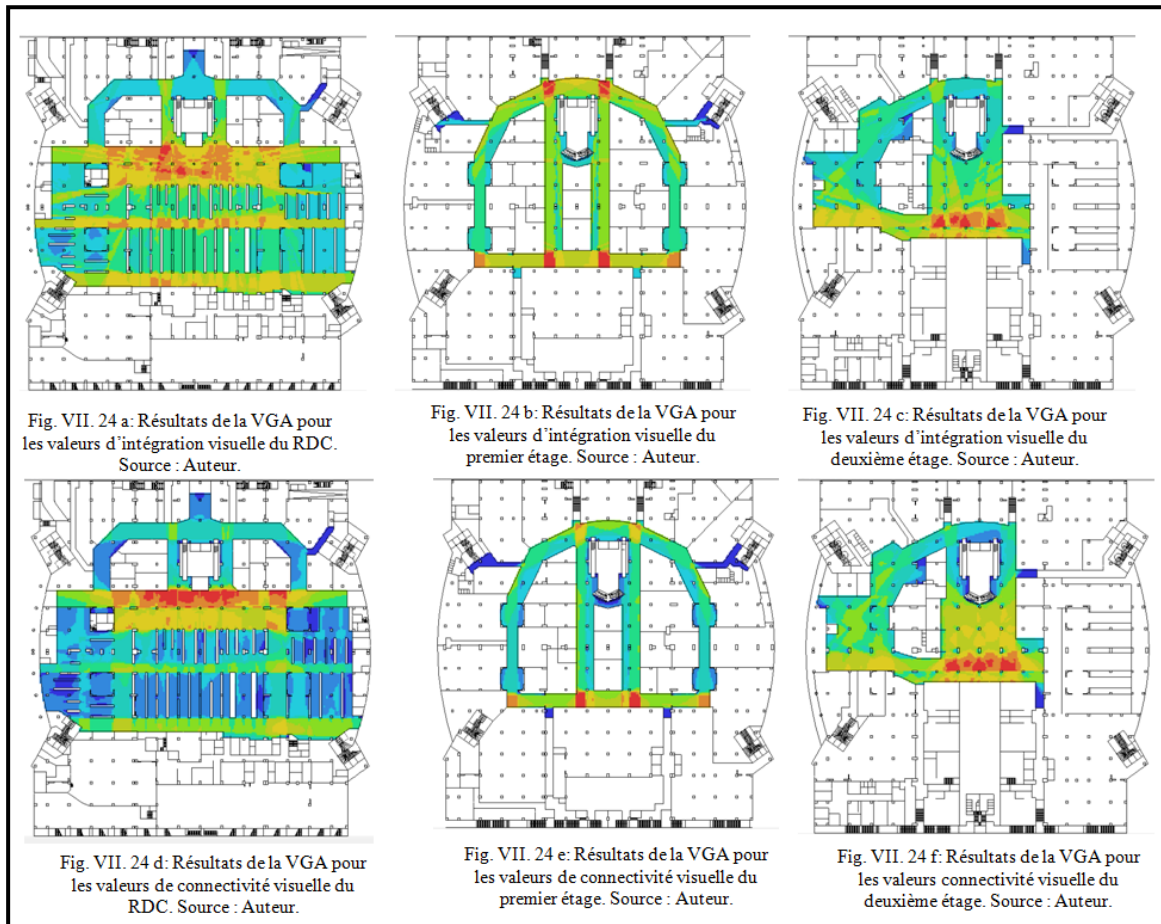 Fig. VII. 24 a: Résultats de la VGA pour
les valeurs d'intégration visuelle du RDC.
Source : Auteur.
Fig. VII. 24 b: Résultats de la VGA pour
les valeurs d'intégration visuelle du
premier étage. Source : Auteur.
Fig. VII. 24 c: Résultats de la VGA pour
les valeurs d'intégration visuelle du
deuxième étage. Source : Auteur.
Fig. VII. 24 d: Résultats de la VGA pour
les valeurs de connectivité visuelle du
RDC. Source : Auteur.
Fig. VII. 24 e: Résultats de la VGA pour
les valeurs de connectivité visuelle du
premier étage. Source : Auteur.
Fig. VII. 24 f: Résultats de la VGA pour
les valeurs connectivité visuelle du
deuxième étage. Source : Auteur.